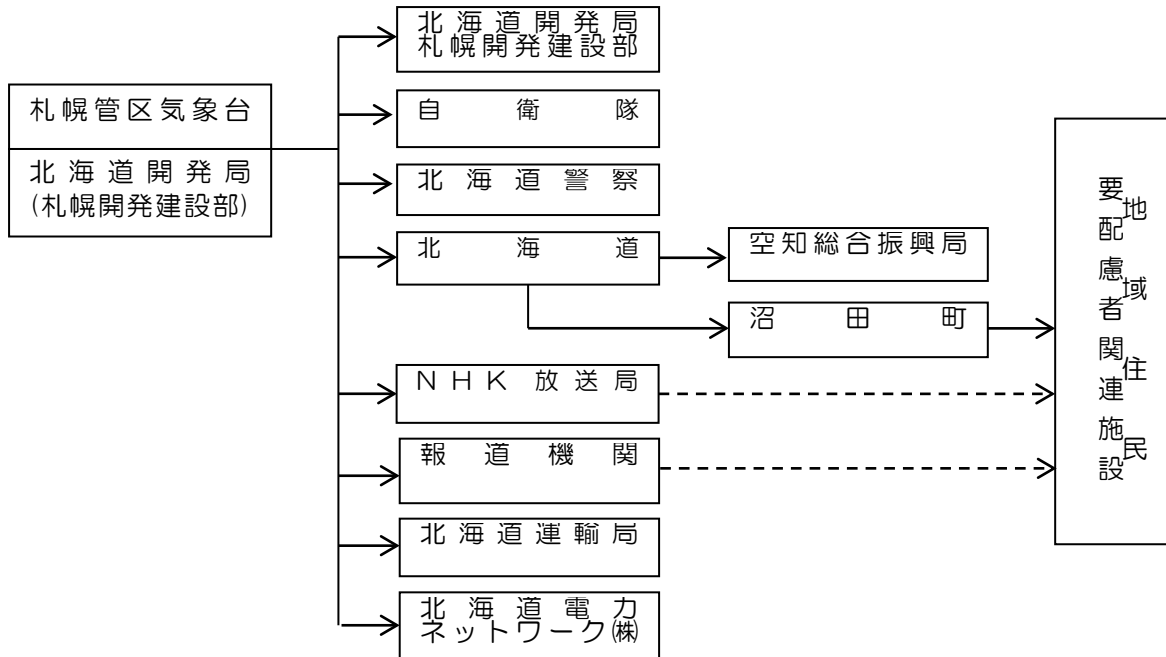 北海道開発局
札幌開発建設部
札幌管区気象台
北海道開発局
(札幌開発建設部)
自衛隊
北海道警察
北海道
空知総合振興局
沼田町
NHK放送局
報道機関
北海道運輸局
北海道電力
ネットワーク㈱
地域住民
要配慮者関連施設